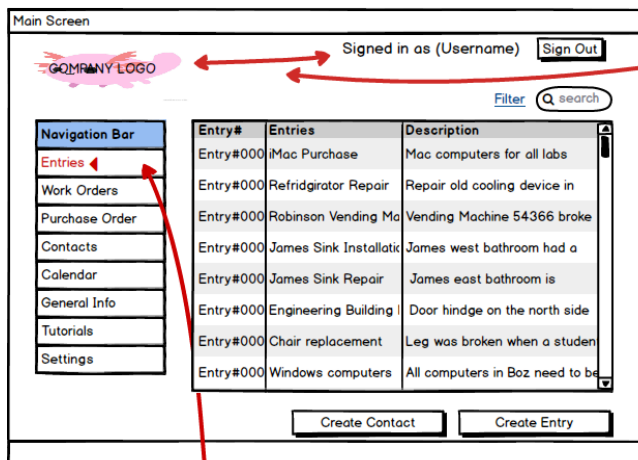 Main Screen
COMPANY LOGO
Signed in as (Username)
Sign Out
Filter
search
Navigation Bar
Entries
Work Orders
Purchase Order
Contacts
Calendar
General Info
Tutorials
Settings
Entry# Entries Description
Entry#000 iMac Purchase Mac computers for all labs
Entry#000 Refridgirator Repair Repair old cooling device in
Entry#000 Robinson Vending Ma Vending Machine 54366 broke
Entry#000 James Sink Installatic James west bathroom had a
Entry#000 James Sink Repair James east bathroom is
Entry#000 Engineering Building Door hindge on the north side
Entry#000 Chair replacement Leg was broken when a studen
Entry#000 Windows computers All computers in Boz need to be
Create Contact
Create Entry